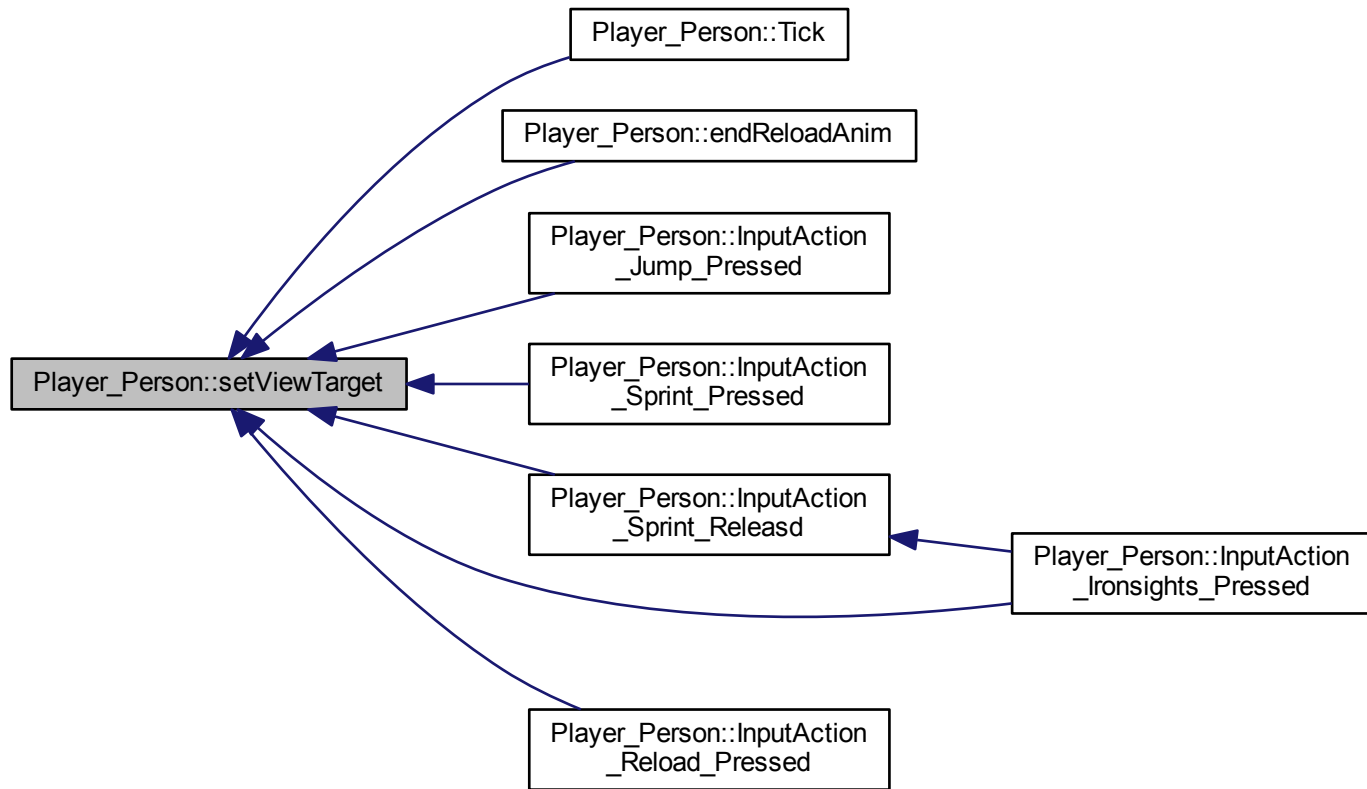 Player_Person::Tick
Player_Person::endReloadAnim
Player_Person::InputAction
_Jump_Pressed
Player_Person::setViewTarget
Player_Person::InputAction
_Sprint_Pressed
Player_Person::InputAction
_Sprint_Releasd
Player_Person::InputAction
_Ironsights_Pressed
Player_Person::InputAction
_Reload_Pressed